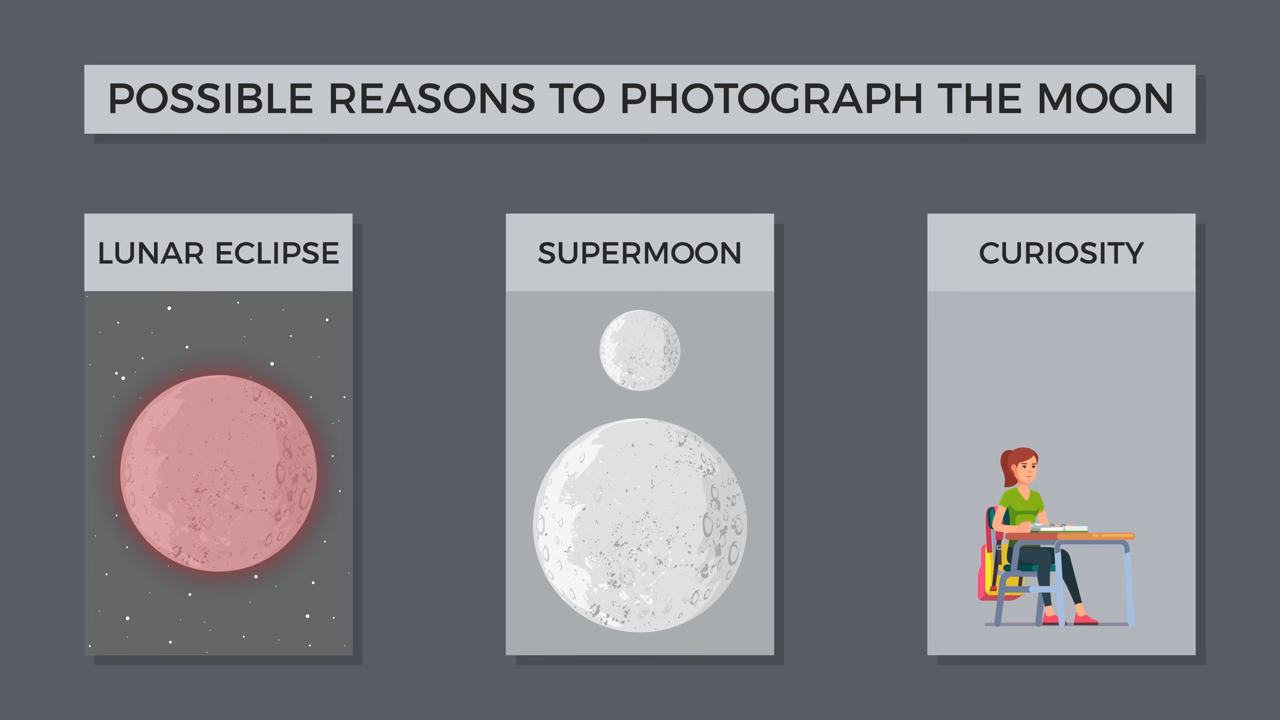 POSSIBLE REASONS TO PHOTOGRAPH THE MOON
LUNAR ECLIPSE
SUPERMOON
CURIOSITY